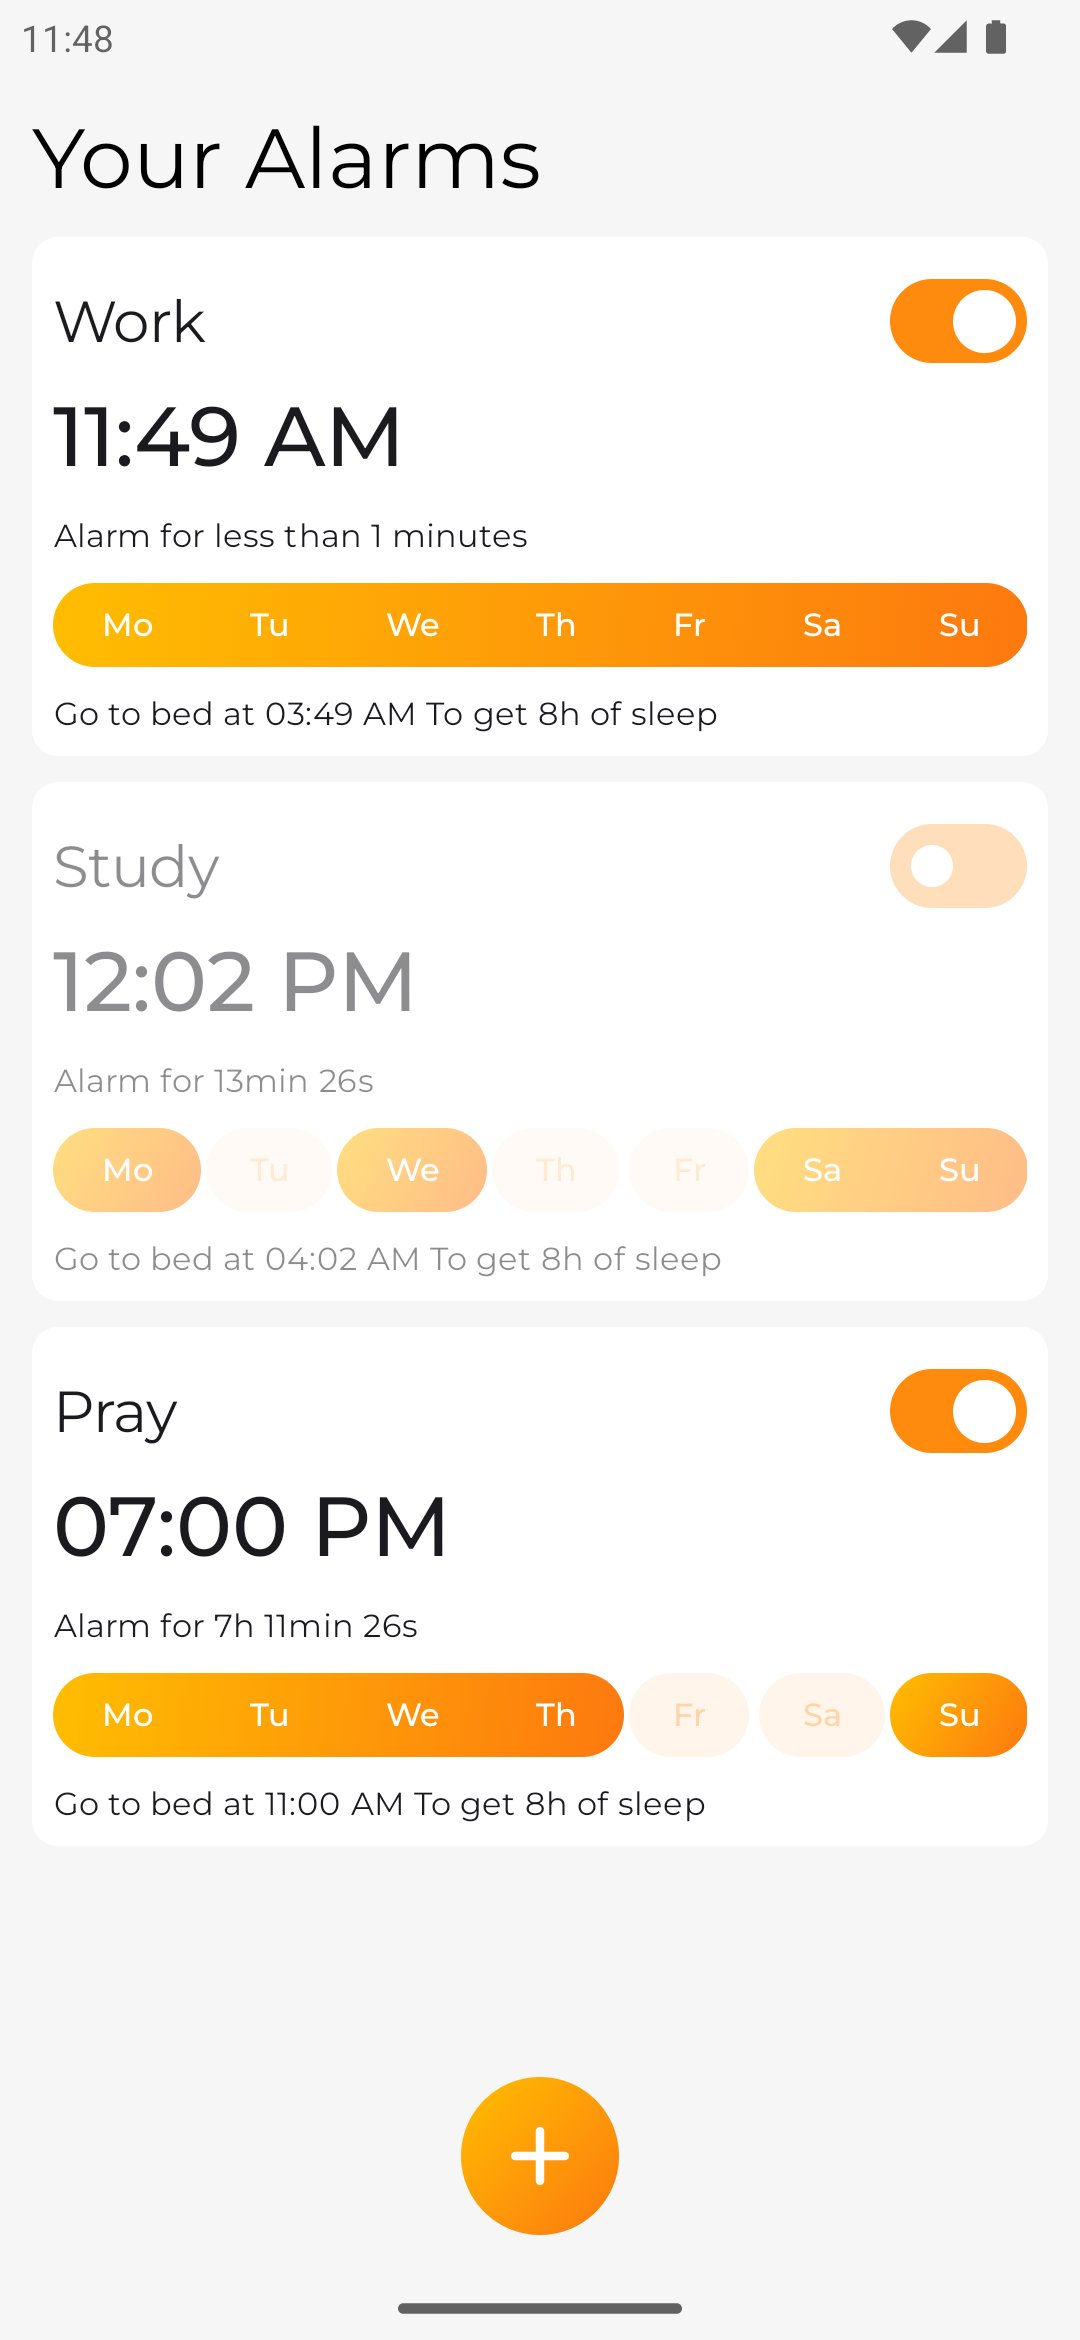 11:48
Your Alarms
Work
11:49 AM
Alarm for less than 1 minutes
Mo Tu We Th Fr Sa Su
Go to bed at 03:49 AM To get 8h of sleep
Study
12:02 PM
Alarm for 13min 26s
Mo Tu We Th Fr Sa Su
Go to bed at 04:02 AM To get 8h of sleep
Pray
07:00 PM
Alarm for 7h 11min 26s
Mo Tu We Th Fr Sa Su
Go to bed at 11:00 AM To get 8h of sleep